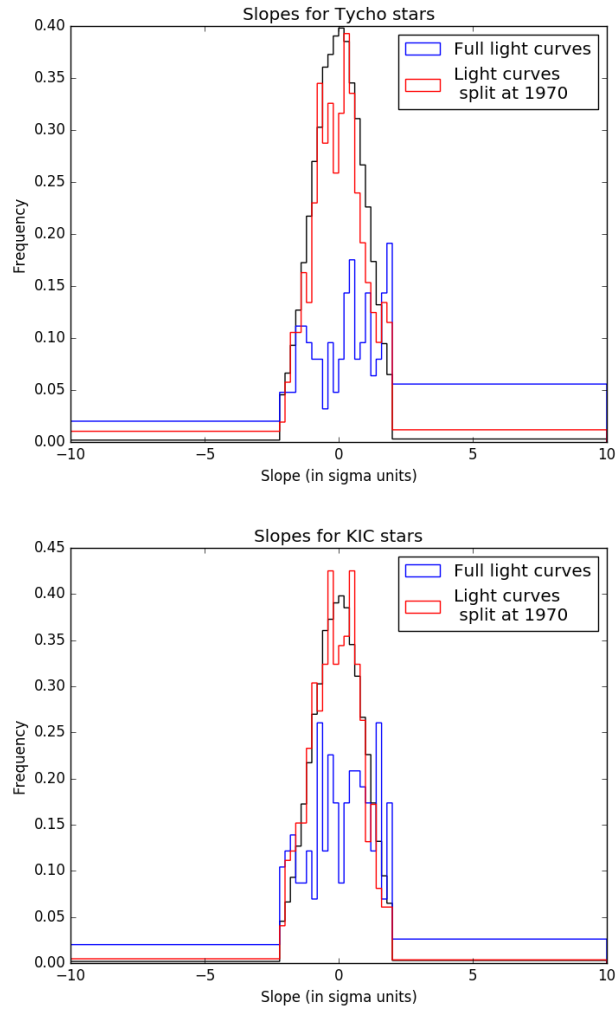 Slopes for Tycho stars
0.40
0.35
0.30
0.25
0.20
0.15
0.10
0.05
0.00
Frequency
Full light curves
Light curves
split at 1970
−10
−5
0
5
10
Slope (in sigma units)
Slopes for KIC stars
0.45
0.40
0.35
0.30
0.25
0.20
0.15
0.10
0.05
0.00
Frequency
Full light curves
Light curves
split at 1970
−10
−5
0
5
10
Slope (in sigma units)